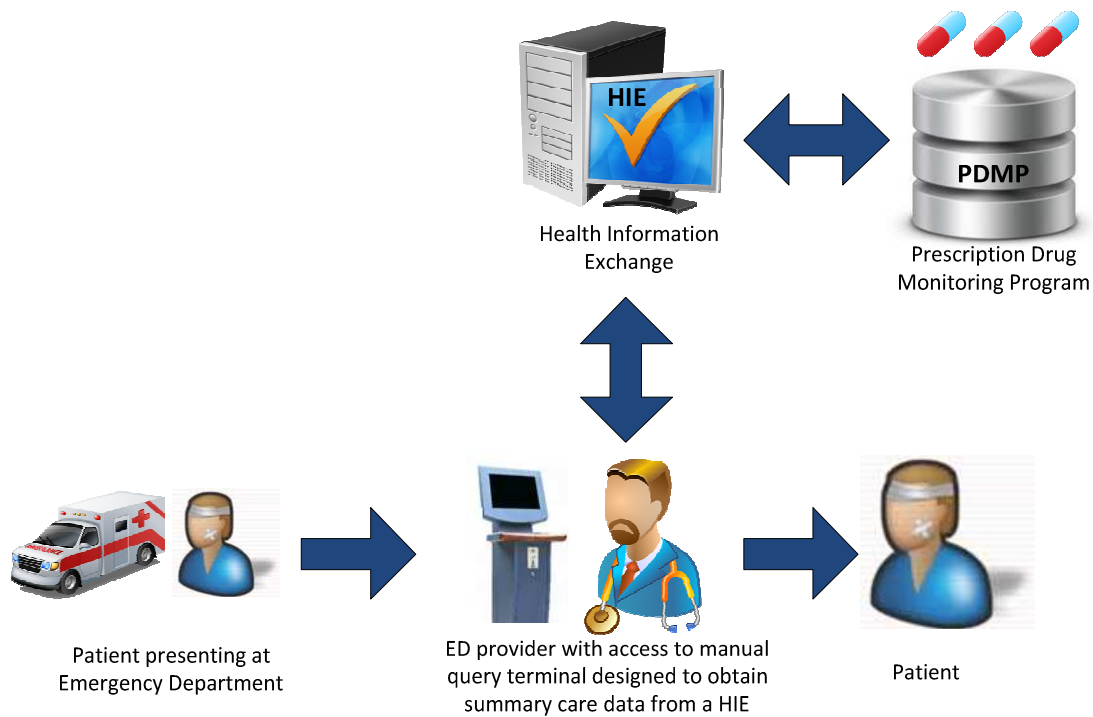 HIE
PDMP
Health Information
Exchange
Prescription Drug
Monitoring Program
AMBULANCE
Patient presenting at
Emergency Department
ED provider with access to manual
query terminal designed to obtain
summary care data from a HIE
Patient